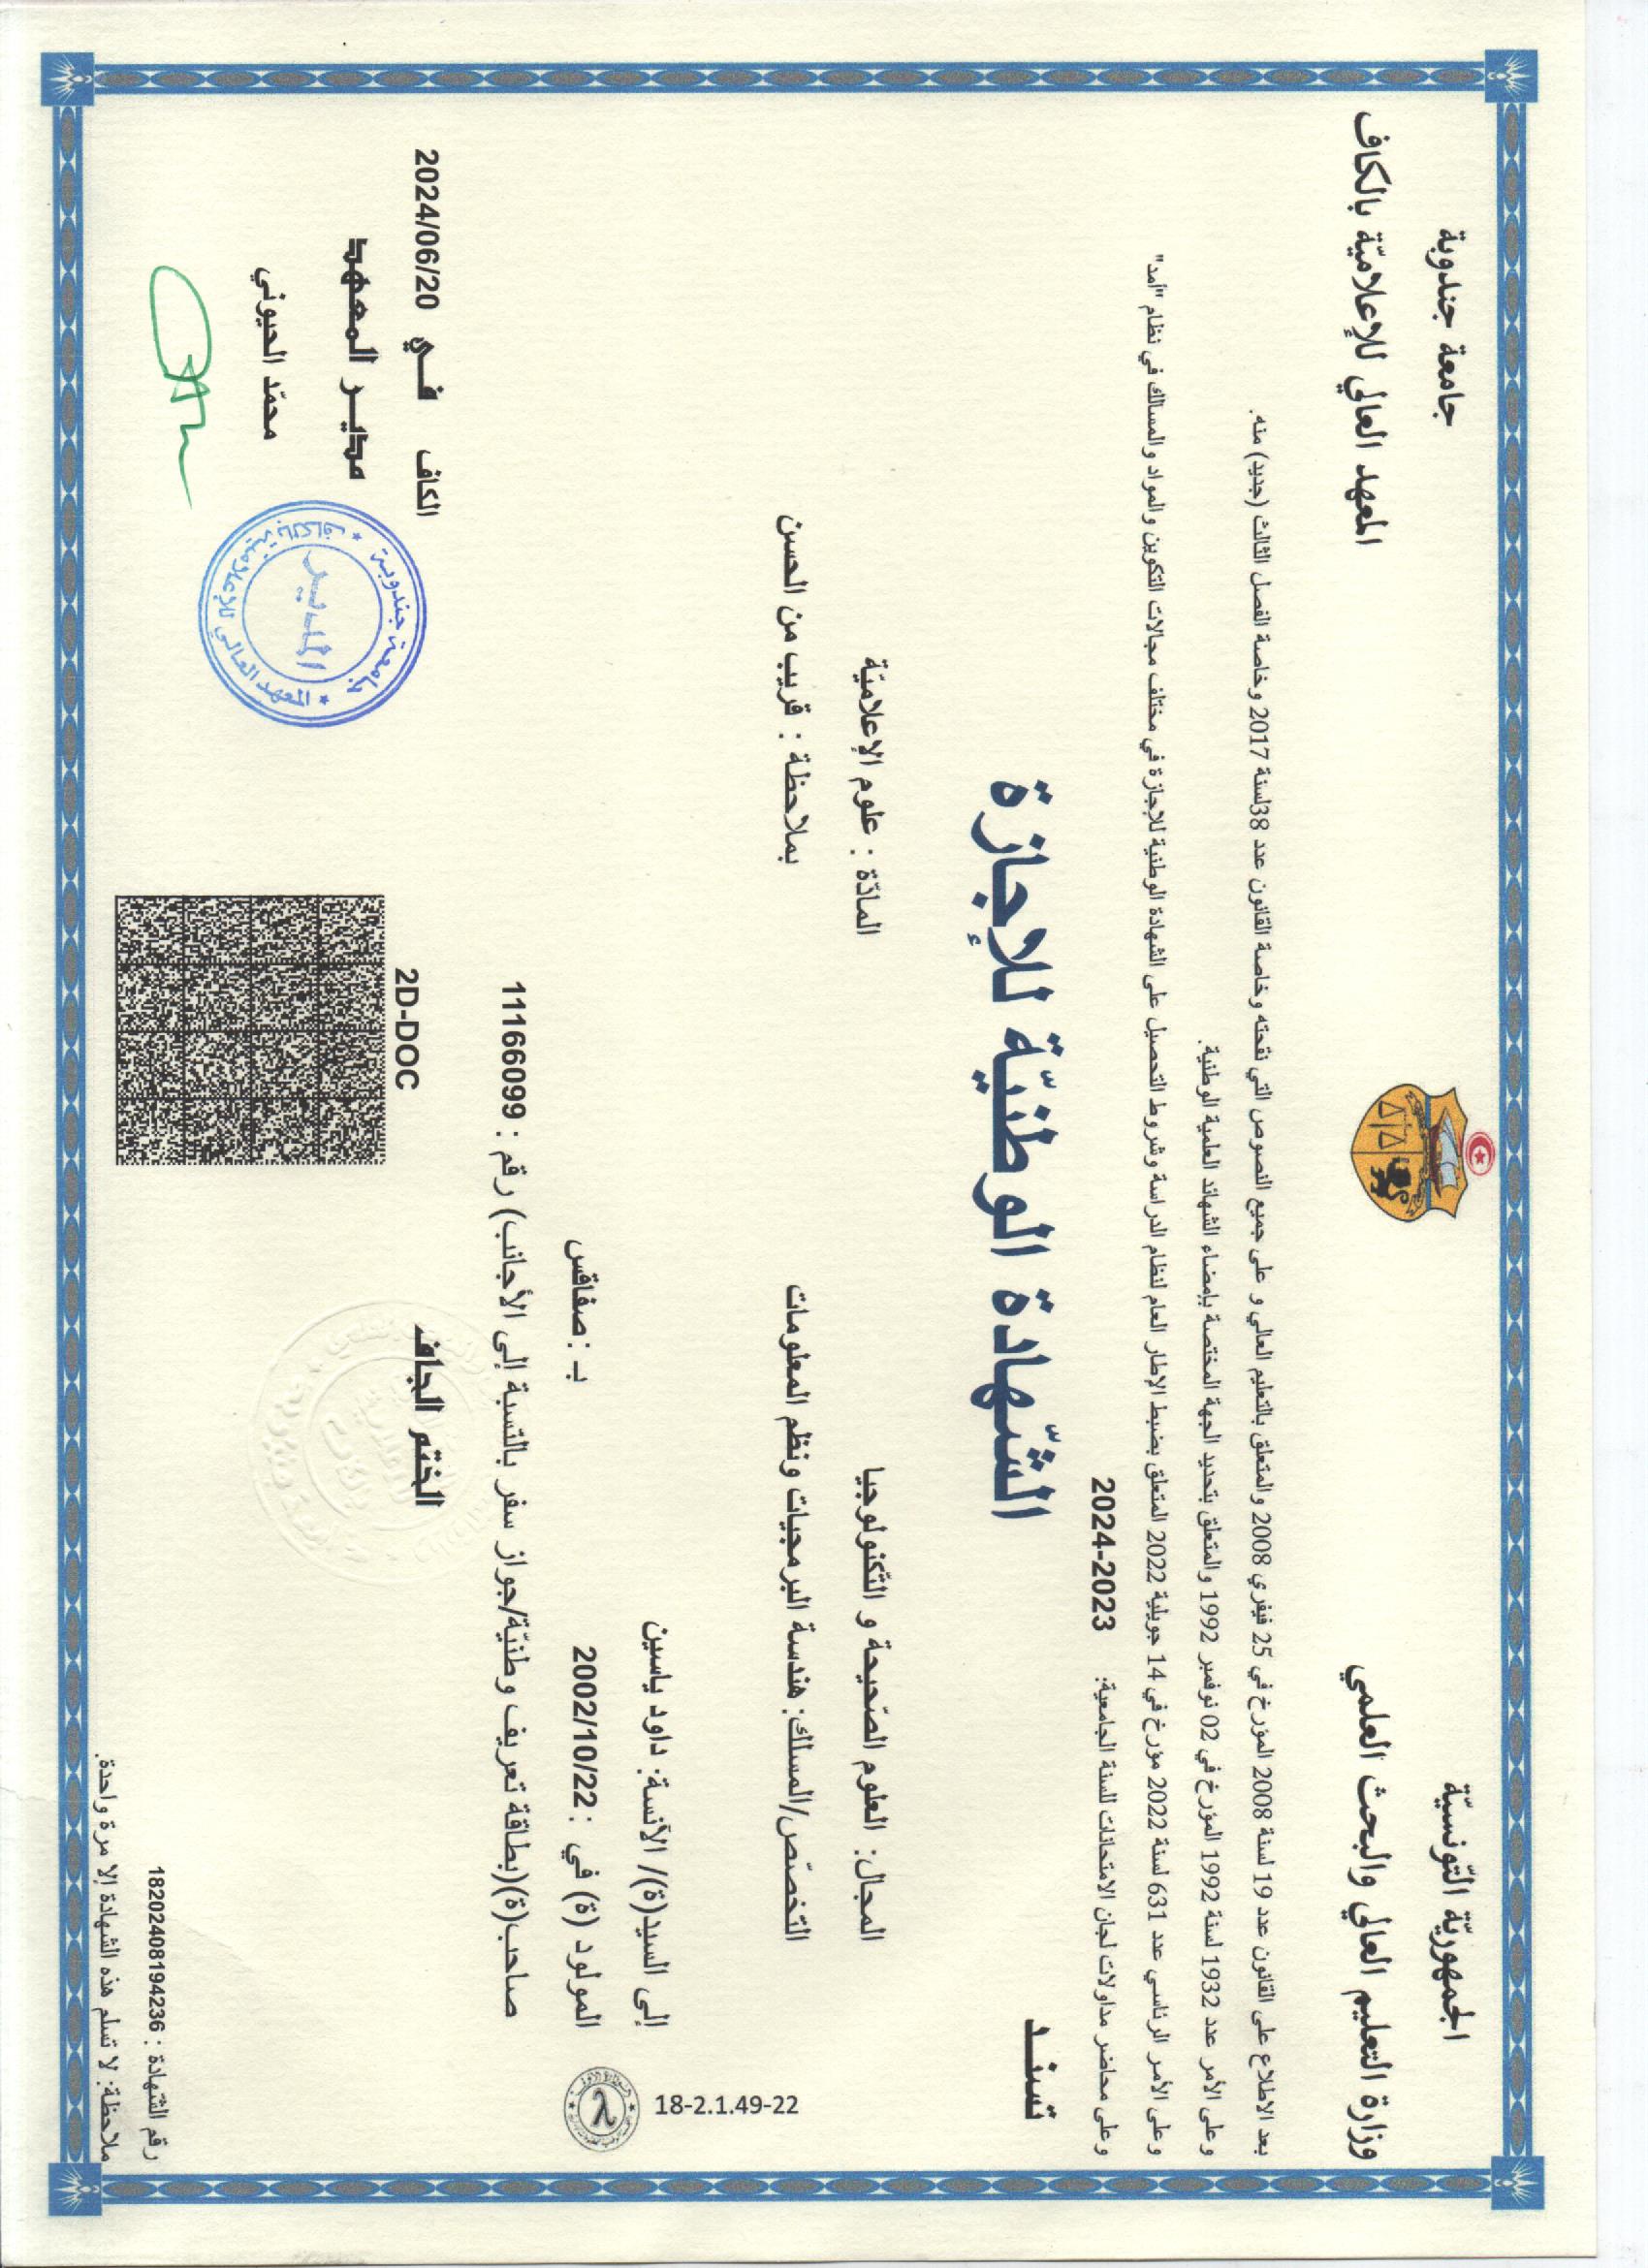 الجمهوريّة التّونسيّة
وزارة التعليم العالي والبحث العلمي
جامعة جندوبة
المعهد العالي للإعلاميّة بالكاف
بعد الاطلاع على القانون عدد 19 لسنة 2008 المؤرخ في 25 فيفري 2008 والمتعلق بالتعليم العالي و على جميع النصوص التي نقحته وخاصة القانون عدد 38لسنة 2017 وخاصة الفصل الثالث (جديد) منه.
وعلى الأمر عدد 1932 لسنة 1992 المؤرخ في 02 نوفمبر 1992 والمتعلق بتحديد الجهة المختصة بإمضاء الشهائد العلمية الوطنية.
وعلى الأمر الرئاسي عدد 631 لسنة 2022 مؤرخ في 14 جويلية 2022 المتعلق بضبط الإطار العام لنظام الدراسة وشروط التحصيل على الشهادة الوطنية للإجازة في مختلف مجالات التكوين والمواد والمسالك في نظام "أمد"
وعلى محاضر مداولات لجان الامتحانات للسنة الجامعية: 2023-2024
تسند
الشّهادة الوطنيّة للإجازة
المجال: العلوم الصّحيحة و التّكنولوجيا المادّة : علوم الإعلاميّة
التخصّص/المسلك: هندسة البرمجيات ونظم المعلومات بملاحظة : قريب من الحسن
18-2.1.49-22
إلى السيد(ة)/ الآنسة: داود ياسين
المولود (ة) في : 2002/10/22 بـ :صفاقس
صاحب(ة)(بطاقة تعريف وطنيّة/جواز سفر بالنّسبة إلى الأجانب) رقم : 11166099
الكاف في 2024/06/20
الختم الجاف
2D-DOC
مدير المعهد
محمّد الحيوني
جامعة جندوبة * المعهد العالي للإعلامية بالكاف *
المدير
رقم الشهادة : 18202408194236
ملاحظة: لا تسلم هذه الشهادة إلا مرة واحدة.